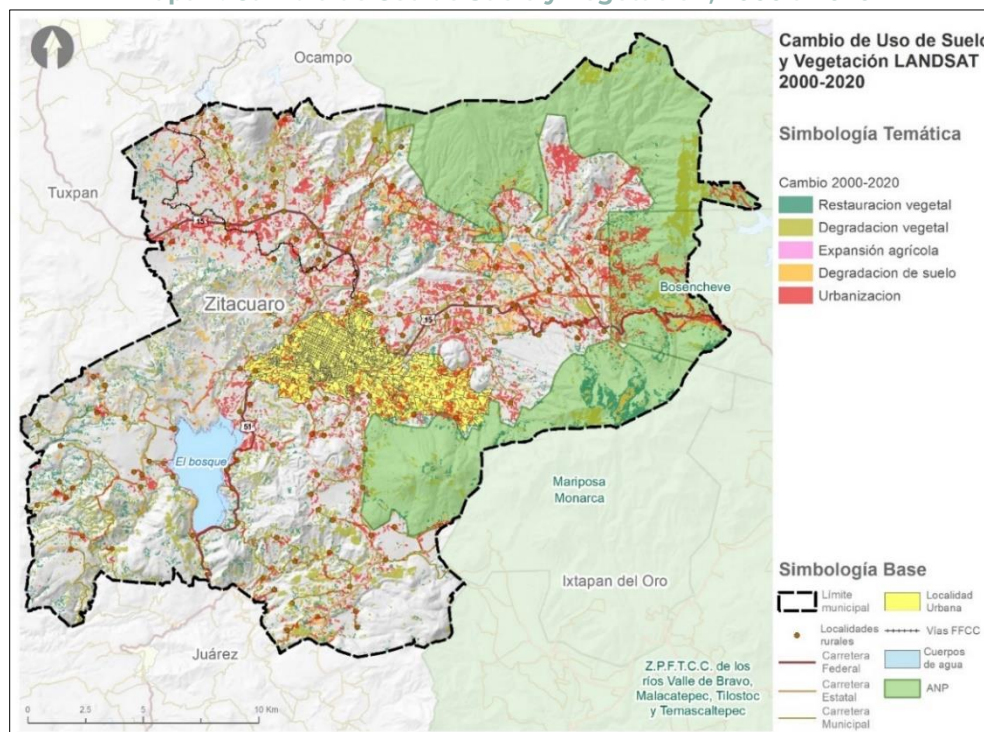 Cambio de Uso de Suelo
y Vegetación LANDSAT
2000-2020
Simbología Temática
Cambio 2000-2020
Restauracion vegetal
Degradacion vegetal
Expansión agrícola
Degradacion de suelo
Urbanizacion
Ocampo
Tuxpan
15
Zitacuaro
15
Bosencheve
51
El bosque
Mariposa
Monarca
Ixtapan del Oro
Juárez
Z.P.F.T.C.C. de los
ríos Valle de Bravo,
Malacatepec, Tilostoc
y Temascaltepec
0 2.5 5 10 Km
Simbología Base
Límite
municipal
Localidades
rurales
Carretera
Federal
Carretera
Estatal
Carretera
Municipal
Localidad
Urbana
Vías FFCC
Cuerpos
de agua
ANP